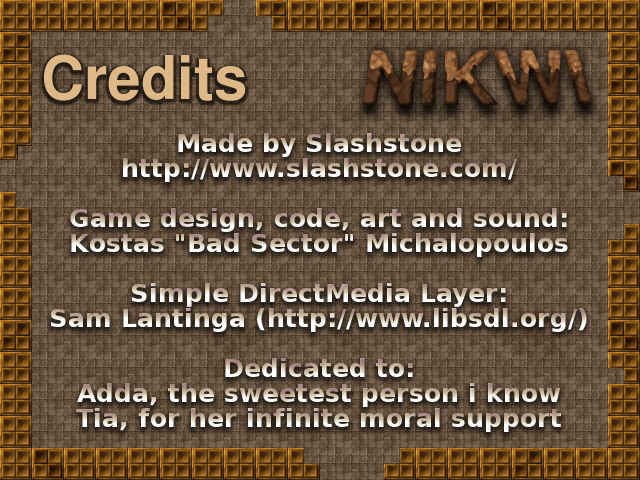 Credits
NIKWI
Made by Slashstone
http://www.slashstone.com/
Game design, code, art and sound:
Kostas "Bad Sector" Michalopoulos
Simple DirectMedia Layer:
Sam Lantinga (http://www.libsdl.org/)
Dedicated to:
Adda, the sweetest person i know
Tia, for her infinite moral support